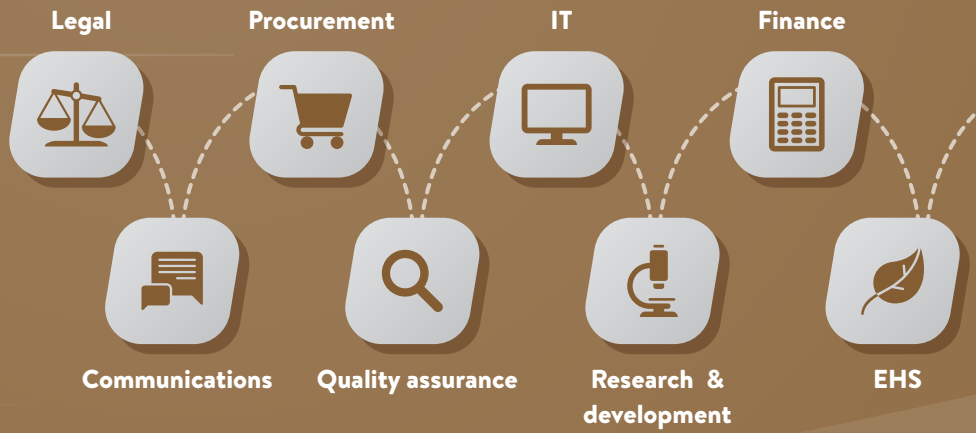 Legal
Procurement
IT
Finance
Communications
Quality assurance
Research &
development
EHS